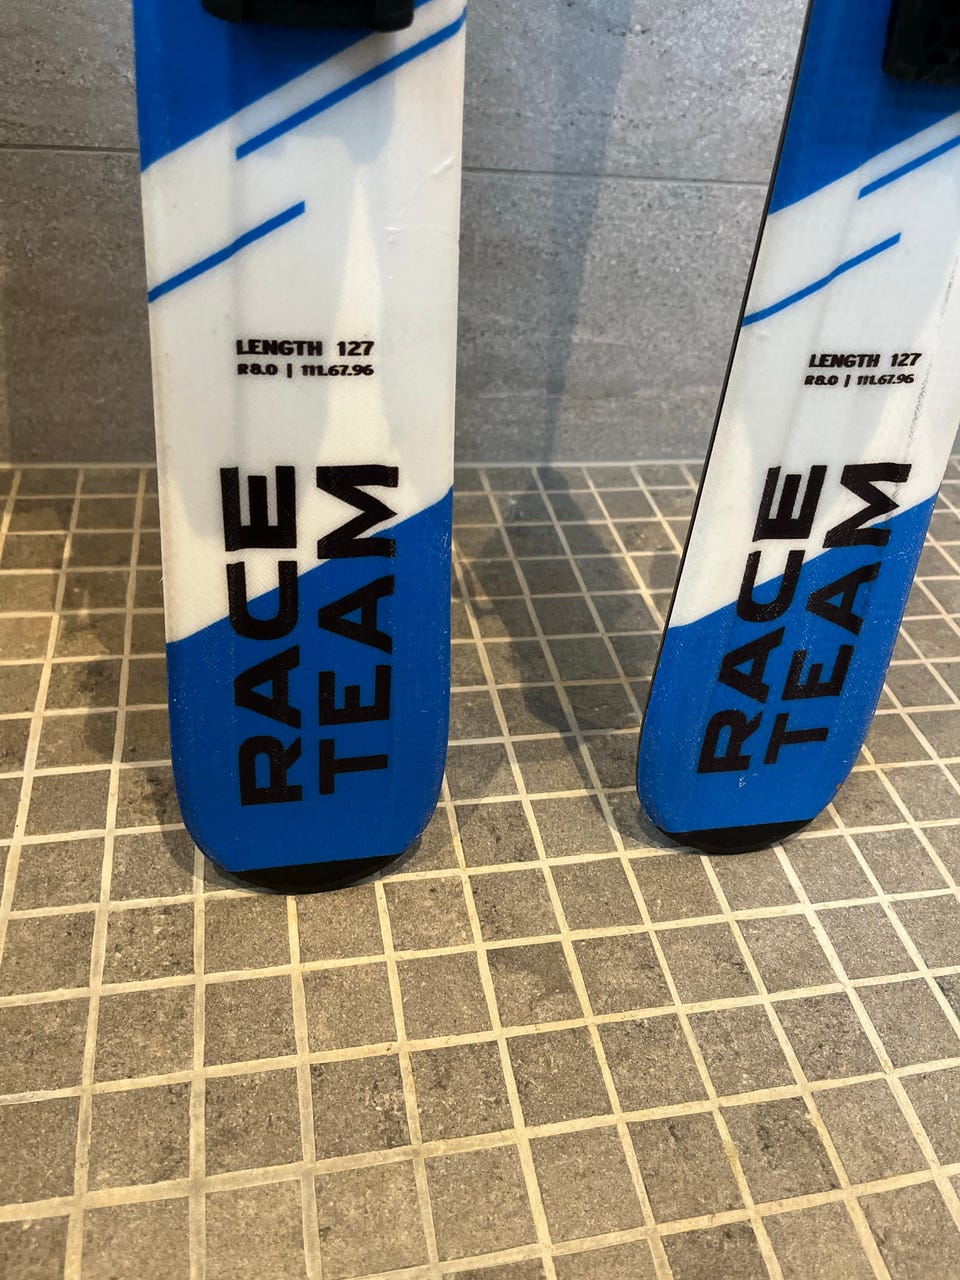 LENGTH 127
R8.0 | 111.67.96
RACE
TEAM
LENGTH 127
R8.0 | 111.67.96
RACE
TEAM